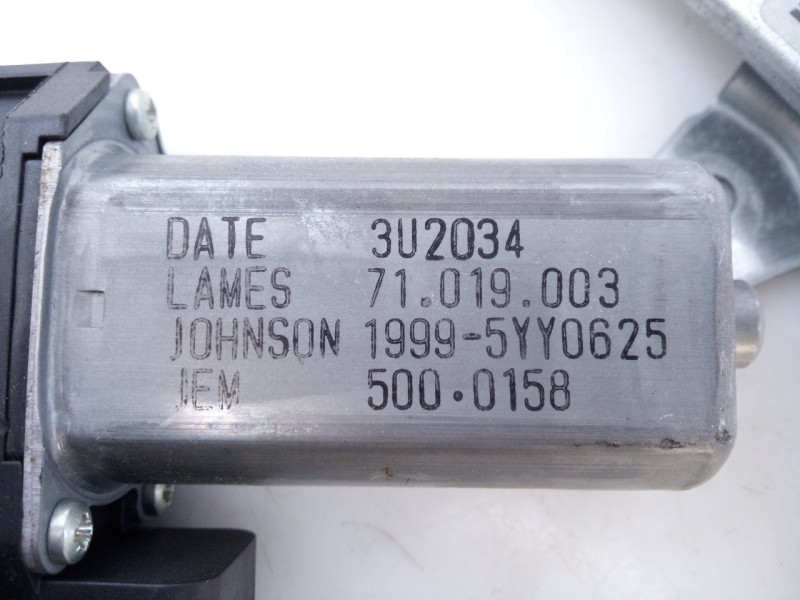 DATE 3U2034
LAMES 71.019.003
JOHNSON 1999-5YY0625
JEM 500.0158